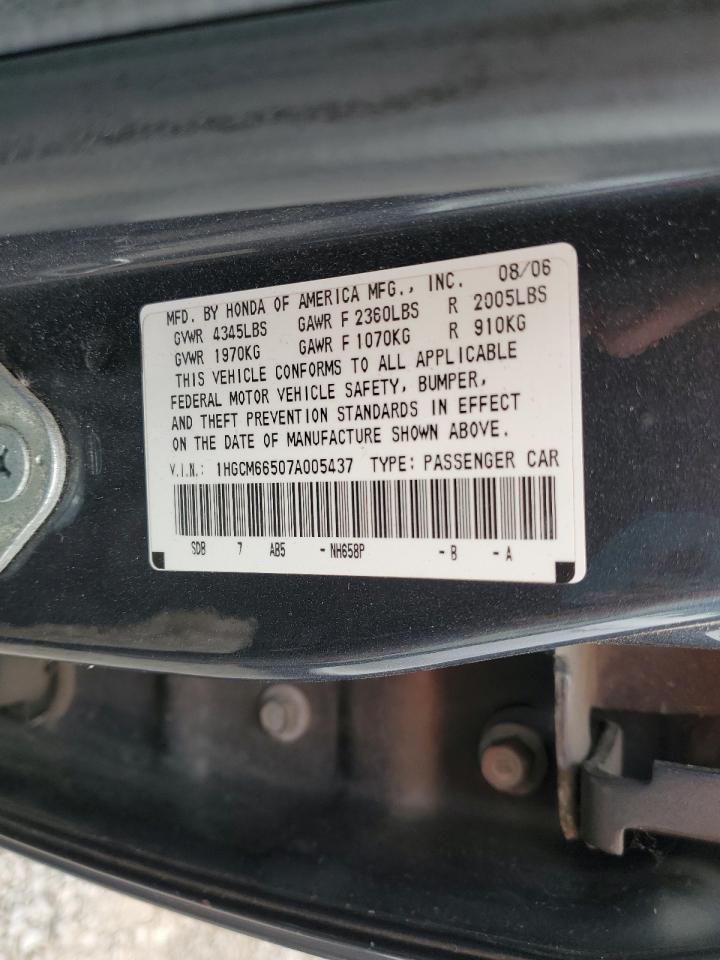 MFD. BY HONDA OF AMERICA MFG., INC. 08/06
GVWR 4345LBS GAWR F 2360LBS R 2005LBS
GVWR 1970KG GAWR F 1070KG R 910KG
THIS VEHICLE CONFORMS TO ALL APPLICABLE
FEDERAL MOTOR VEHICLE SAFETY, BUMPER,
AND THEFT PREVENTION STANDARDS IN EFFECT
ON THE DATE OF MANUFACTURE SHOWN ABOVE.
V.I.N.: 1HGCM66507A005437 TYPE: PASSENGER CAR
SDB 7 AB5 -NH658P -B -A